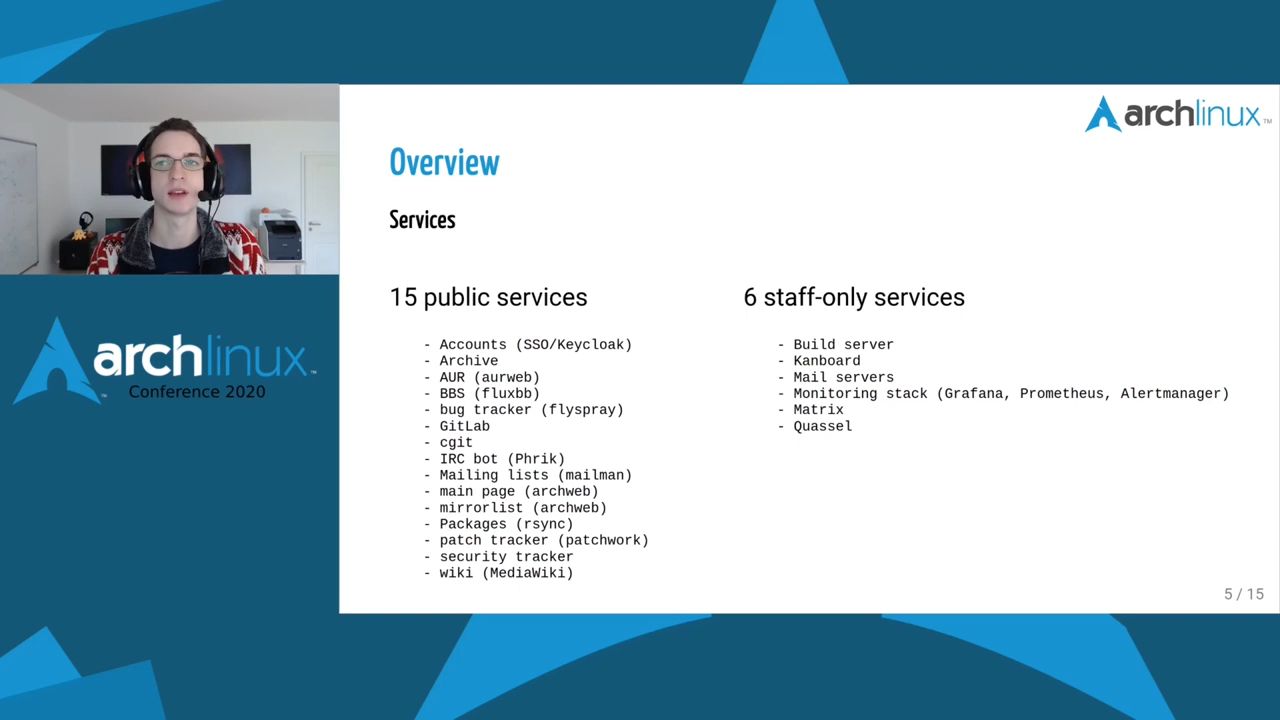 archlinux™
Overview
Services
15 public services
- Accounts (SSO/Keycloak)
- Archive
- AUR (aurweb)
- BBS (fluxbb)
- bug tracker (flyspray)
- GitLab
- cgit
- IRC bot (Phrik)
- Mailing lists (mailman)
- main page (archweb)
- mirrorlist (archweb)
- Packages (rsync)
- patch tracker (patchwork)
- security tracker
- wiki (MediaWiki)
6 staff-only services
- Build server
- Kanboard
- Mail servers
- Monitoring stack (Grafana, Prometheus, Alertmanager)
- Matrix
- Quassel
5 / 15
archlinux™
™
Conference 2020